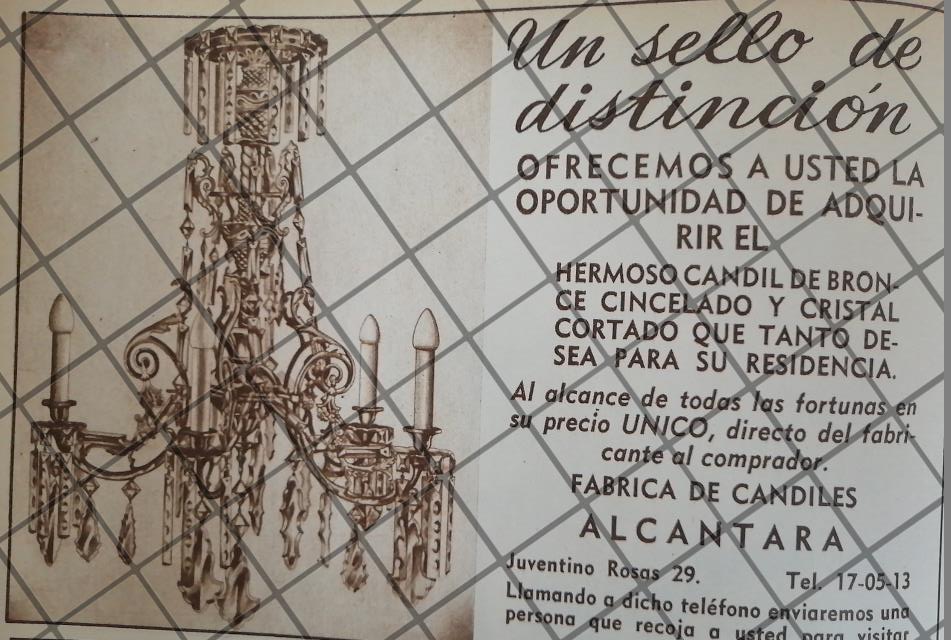 Un sello de
distinción
OFRECEMOS A USTED LA
OPORTUNIDAD DE ADQUI-
RIR EL
HERMOSO CANDIL DE BRON-
CE CINCELADO Y CRISTAL
CORTADO QUE TANTO DE-
SEA PARA SU RESIDENCIA.
Al alcance de todas las fortunas en
su precio UNICO, directo del fabri-
cante al comprador.
FABRICA DE CANDILES
ALCANTARA
Juventino Rosas 29. Tel. 17-05-13
Llamando a dicho teléfono enviaremos una
persona que recoja a usted para visitar